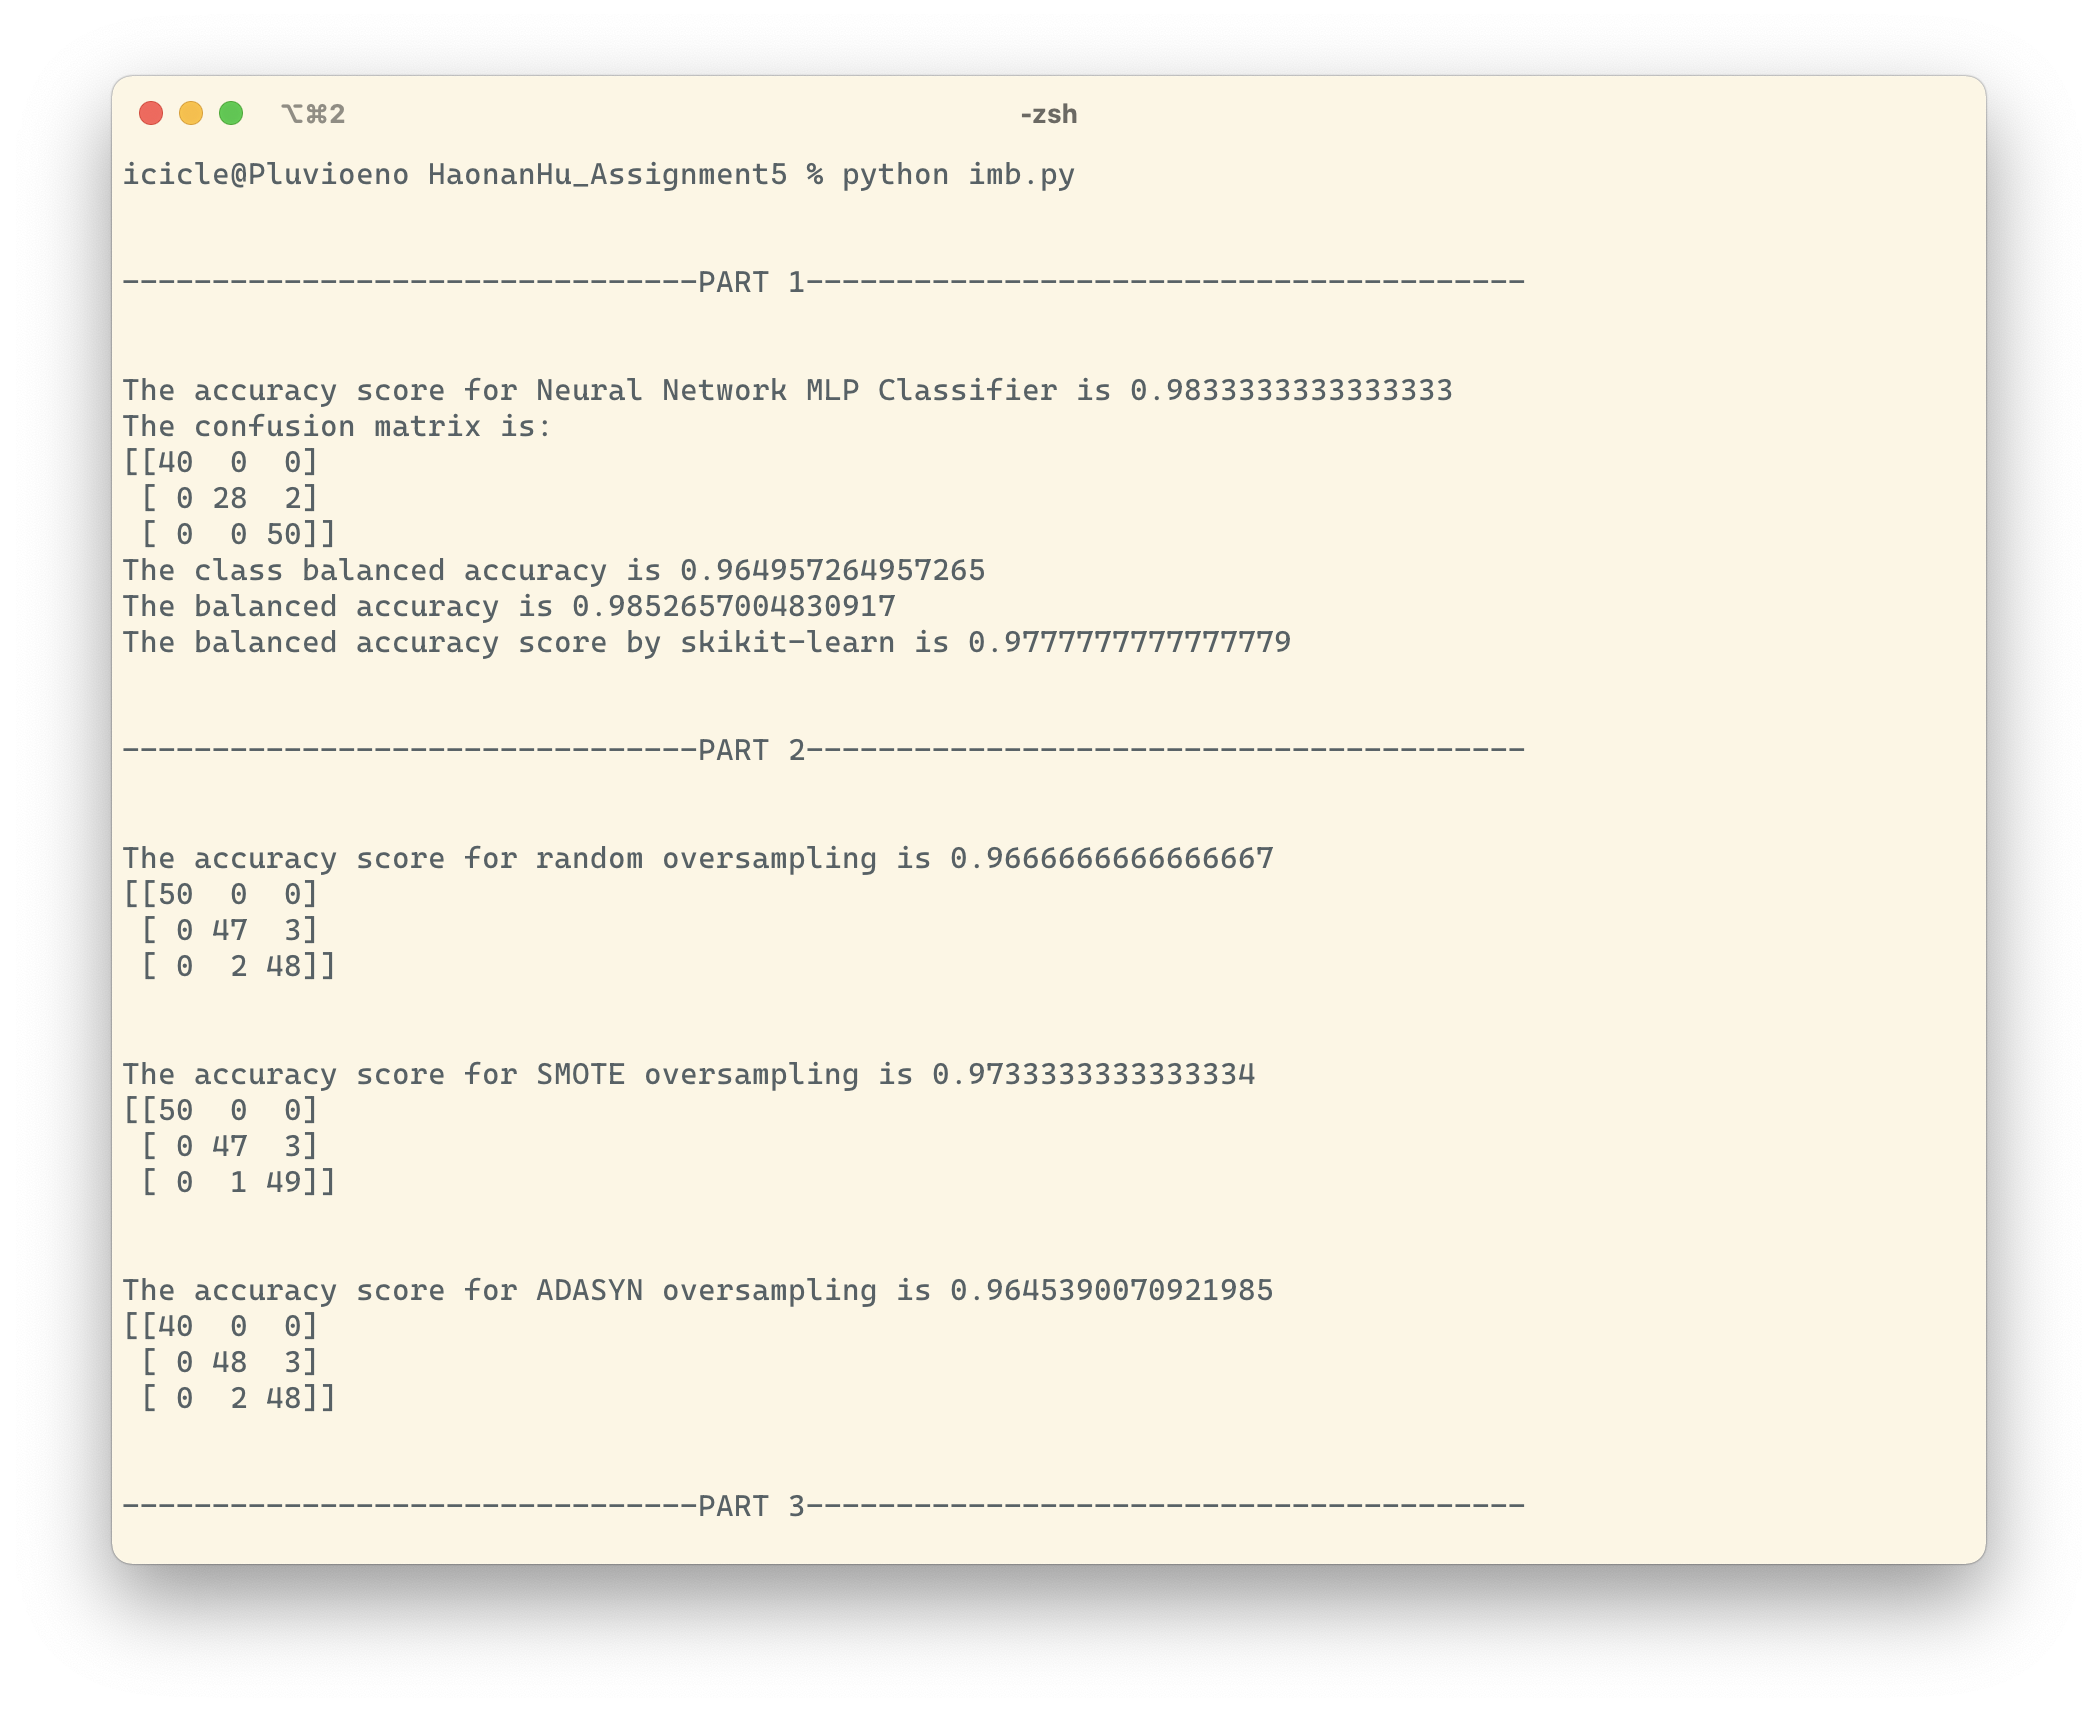 ⌥⌘2
-zsh
icicle@Pluvioeno HaonanHu_Assignment5 % python imb.py
--------------------------------PART 1----------------------------------------
The accuracy score for Neural Network MLP Classifier is 0.9833333333333333
The confusion matrix is:
[[40  0  0]
 [ 0 28  2]
 [ 0  0 50]]
The class balanced accuracy is 0.964957264957265
The balanced accuracy is 0.9852657004830917
The balanced accuracy score by skikit-learn is 0.9777777777777779
--------------------------------PART 2----------------------------------------
The accuracy score for random oversampling is 0.9666666666666667
[[50  0  0]
 [ 0 47  3]
 [ 0  2 48]]
The accuracy score for SMOTE oversampling is 0.973333333333334
[[50  0  0]
 [ 0 47  3]
 [ 0  1 49]]
The accuracy score for ADASYN oversampling is 0.9645390070921985
[[40  0  0]
 [ 0 48  3]
 [ 0  2 48]]
--------------------------------PART 3----------------------------------------